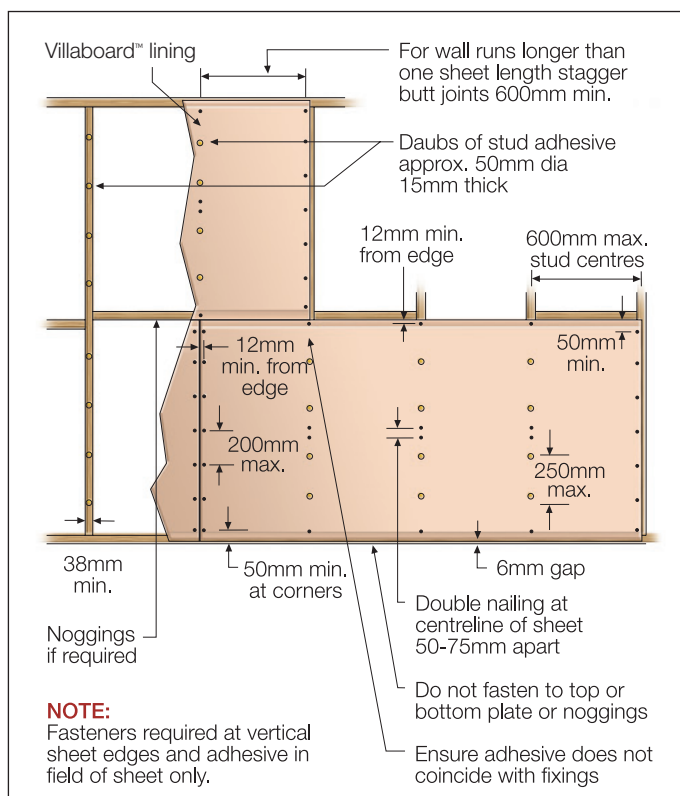 Villaboard™ lining
For wall runs longer than
one sheet length stagger
butt joints 600mm min.
Daubs of stud adhesive
approx. 50mm dia
15mm thick
12mm min.
from edge
600mm max.
stud centres
12mm
min. from
edge
50mm
min.
200mm
max.
250mm
max.
38mm
min.
50mm min.
at corners
6mm gap
Noggings
if required
Double nailing at
centreline of sheet
50-75mm apart
Do not fasten to top or
bottom plate or noggings
NOTE:
Fasteners required at vertical
sheet edges and adhesive in
field of sheet only.
Ensure adhesive does not
coincide with fixings